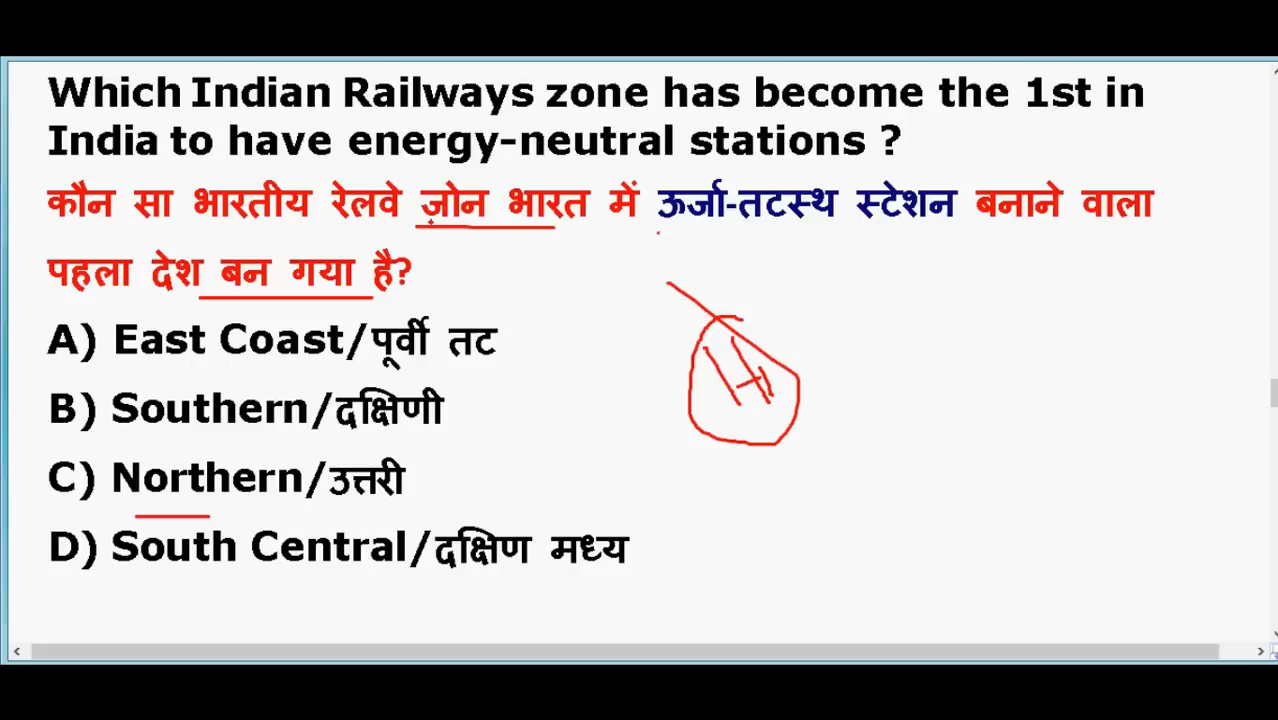 Which Indian Railways zone has become the 1st in
India to have energy-neutral stations ?
कौन सा भारतीय रेलवे ज़ोन भारत में ऊर्जा-तटस्थ स्टेशन बनाने वाला
पहला देश बन गया है?
A) East Coast/पूर्वी तट
B) Southern/दक्षिणी
C) Northern/उत्तरी
D) South Central/दक्षिण मध्य